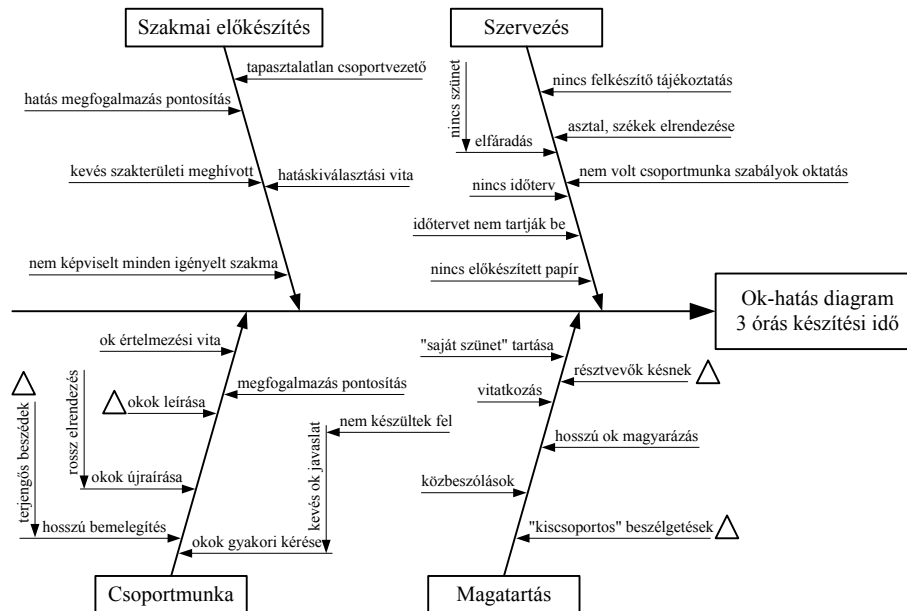 Szakmai előkészítés
Szervezés
tapasztalatlan csoportvezető
hatás megfogalmazás pontosítás
kevés szakterületi meghívott
hatáskiválasztási vita
nem képviselt minden igényelt szakma
nincs felkészítő tájékoztatás
nincs szünet
asztal, székek elrendezése
elfáradás
nem volt csoportmunka szabályok oktatás
nincs időterv
időtervet nem tartják be
nincs előkészített papír
Ok-hatás diagram
3 órás készítési idő
ok értelmezési vita
megfogalmazás pontosítás
okok leírása
rossz elrendezés
terjengős beszédek
nem készültek fel
kevés ok javaslat
okok újraírása
hosszú bemelegítés
okok gyakori kérése
"saját szünet" tartása
résztvevők késnek
vitatkozás
hosszú ok magyarázás
közbeszólások
"kiscsoportos" beszélgetések
Csoportmunka
Magatartás